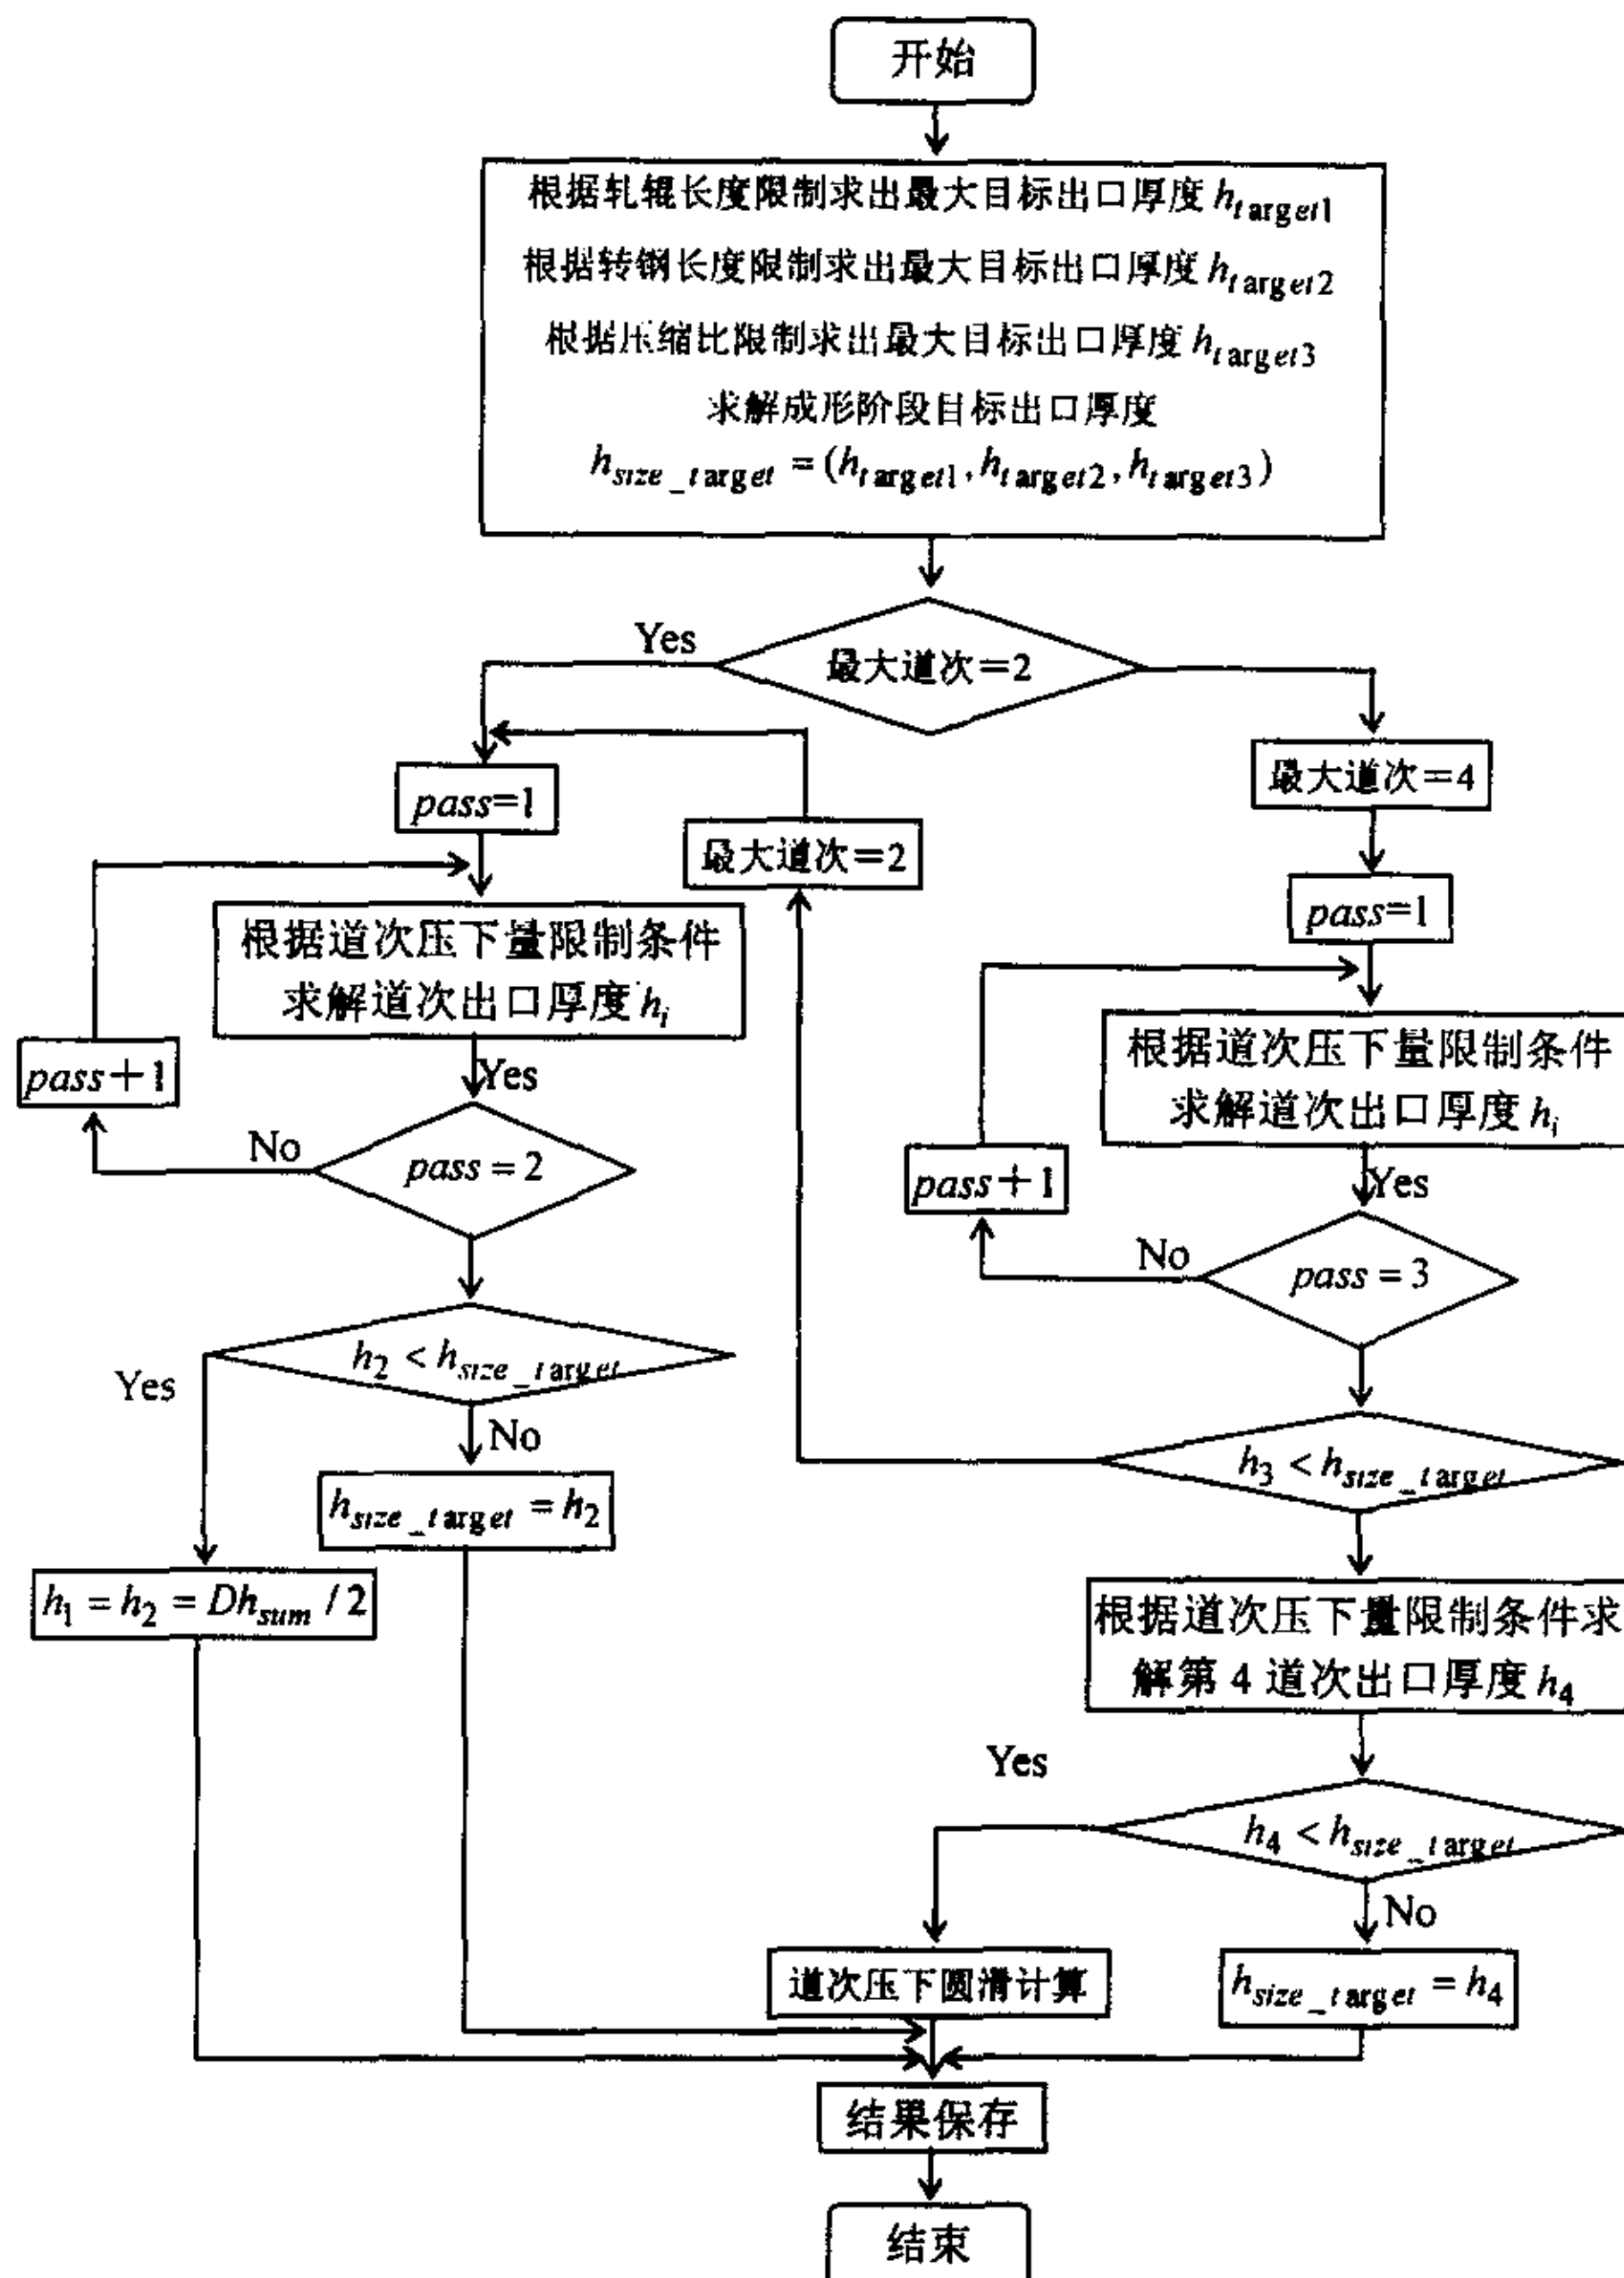 开始
根据轧辊长度限制求出最大目标出口厚度 h_target1
根据转钢长度限制求出最大目标出口厚度 h_target2
根据压缩比限制求出最大目标出口厚度 h_target3
求解成形阶段目标出口厚度
h_size_target = (h_target1, h_target2, h_target3)
Yes
最大道次=2
最大道次=4
pass=1
最大道次=2
pass=1
根据道次压下量限制条件
求解道次出口厚度 h_i
pass+1
Yes
根据道次压下量限制条件
求解道次出口厚度 h_i
No
pass = 2
pass+1
Yes
No
pass = 3
Yes
h_2 < h_size_target
No
h_3 < h_size_target
h_size_target = h_2
h_1 = h_2 = Dh_sum / 2
根据道次压下量限制条件求
解第 4 道次出口厚度 h_4
Yes
h_4 < h_size_target
No
道次压下圆滑计算
h_size_target = h_4
结果保存
结束